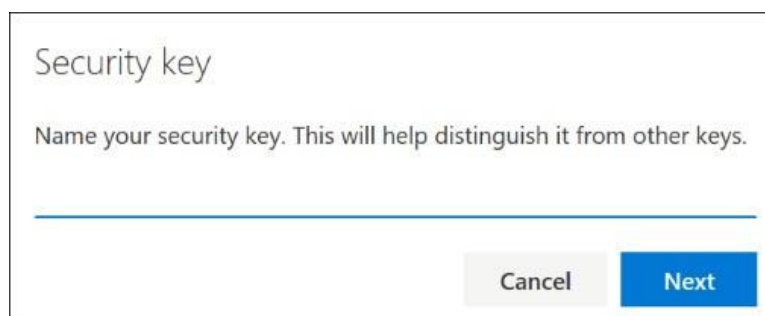 Security key
Name your security key. This will help distinguish it from other keys.
Cancel
Next